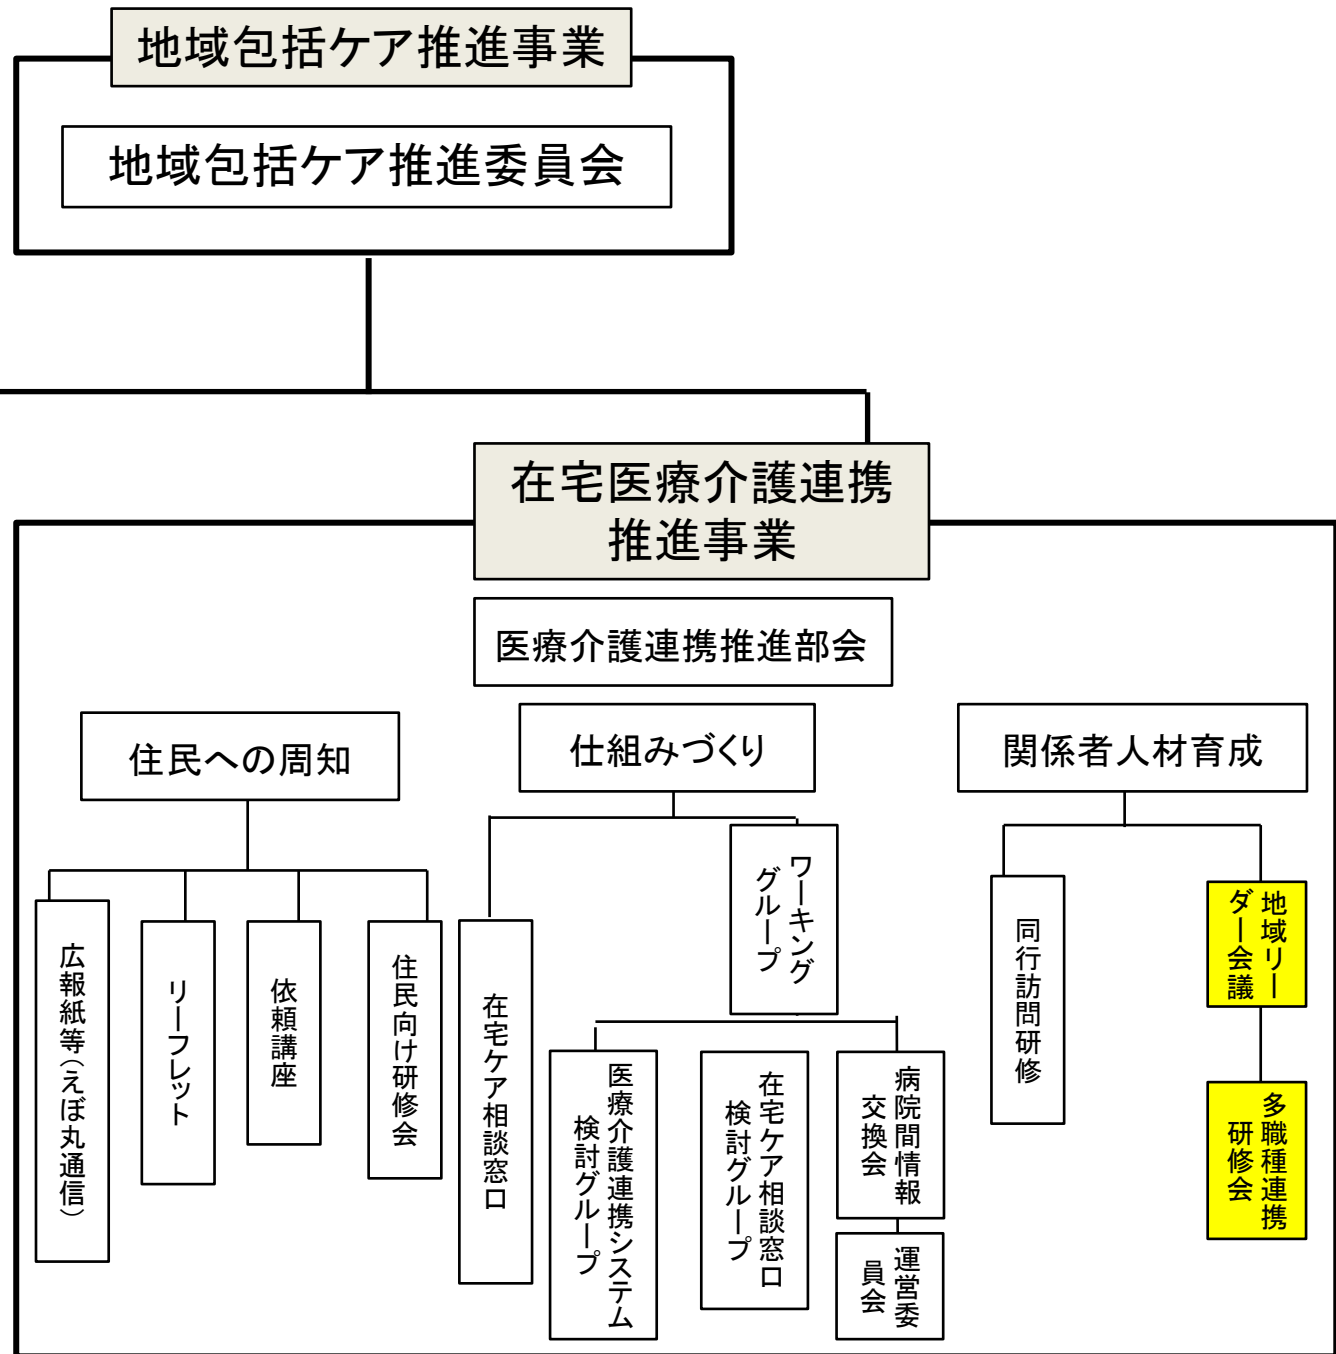 地域包括ケア推進事業
地域包括ケア推進委員会
在宅医療介護連携
推進事業
医療介護連携推進部会
住民への周知
仕組みづくり
関係者人材育成
広報紙等（えぼ丸通信）
リーフレット
依頼講座
住民向け研修会
在宅ケア相談窓口
ワーキング
グループ
医療介護連携システム
検討グループ
在宅ケア相談窓口
検討グループ
病院間情報
交換会
運営委
員会
同行訪問研修
地域リー
ダー会議
多職種連携
研修会